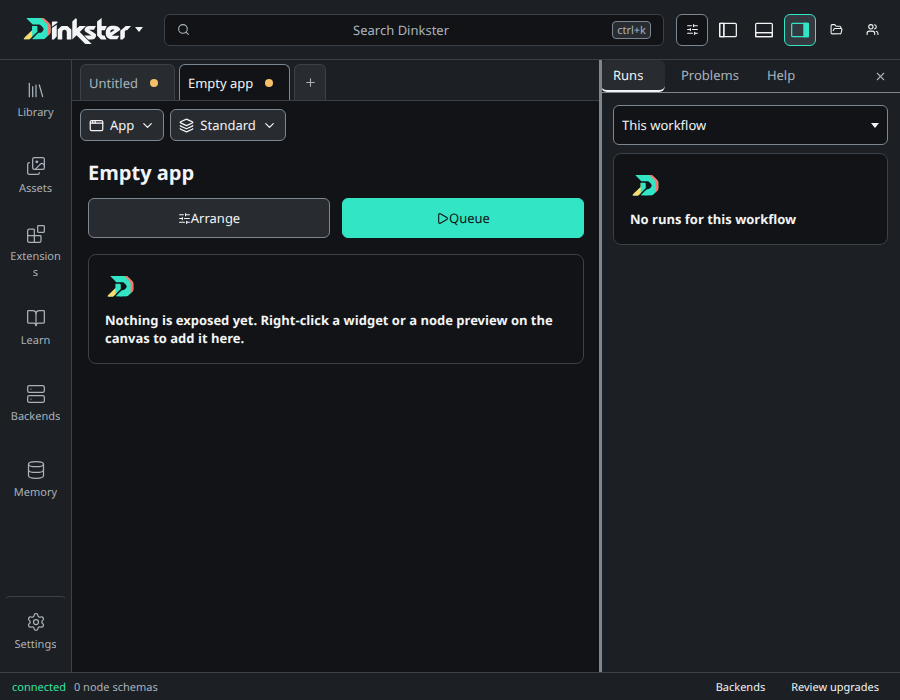 Dinkster
Search Dinkster
ctrl+k
Library
Assets
Extension
s
Learn
Backends
Memory
Settings
Untitled
Empty app
+
App
Standard
Empty app
Arrange
Queue
Nothing is exposed yet. Right-click a widget or a node preview on the
canvas to add it here.
Runs
Problems
Help
This workflow
No runs for this workflow
connected
0 node schemas
Backends
Review upgrades